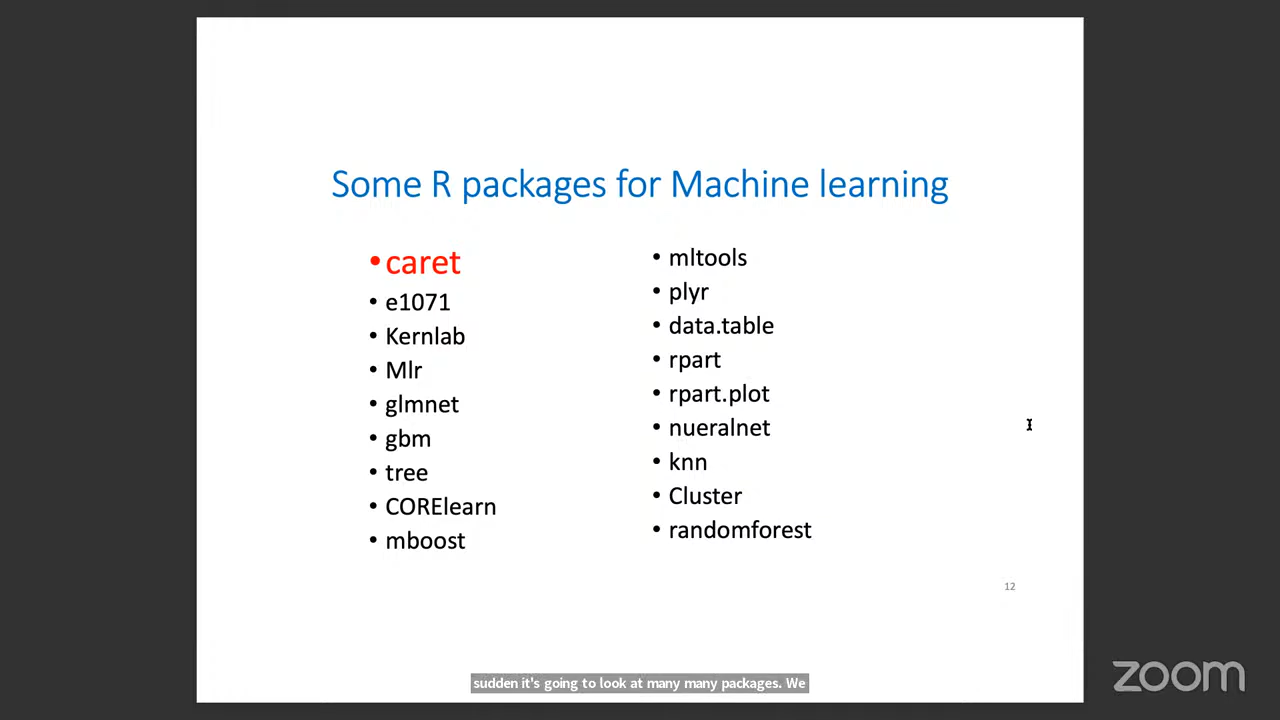 Some R packages for Machine learning
•caret
• e1071
• Kernlab
• Mlr
• glmnet
• gbm
• tree
• CORElearn
• mboost
• mltools
• plyr
• data.table
• rpart
• rpart.plot
• nueralnet
• knn
• Cluster
• randomforest
12
sudden it's going to look at many many packages. We
zoom